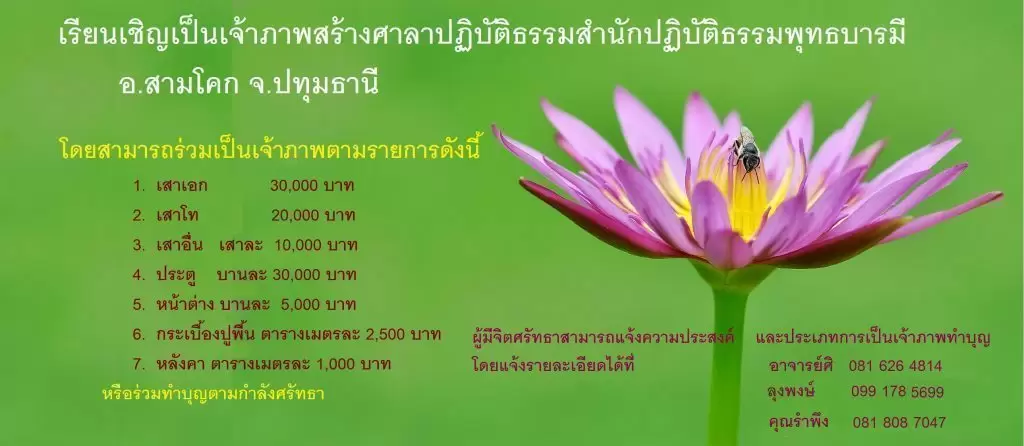 เรียนเชิญเป็นเจ้าภาพสร้างศาลาปฏิบัติธรรมสำนักปฏิบัติธรรมพุทธบารมี
อ.สามโคก จ.ปทุมธานี
โดยสามารถร่วมเป็นเจ้าภาพตามรายการดังนี้
1. เสาเอก 30,000 บาท
2. เสาโท 20,000 บาท
3. เสาอื่น เสาละ 10,000 บาท
4. ประตู บานละ 30,000 บาท
5. หน้าต่าง บานละ 5,000 บาท
6. กระเบื้องปูพื้น ตารางเมตรละ 2,500 บาท
7. หลังคา ตารางเมตรละ 1,000 บาท
หรือร่วมทำบุญตามกำลังศรัทธา
ผู้มีจิตศรัทธาสามารถแจ้งความประสงค์ และประเภทการเป็นเจ้าภาพทำบุญ
โดยแจ้งรายละเอียดได้ที่ อาจารย์ศิ 081 626 4814
ลุงพงษ์ 099 178 5699
คุณรำพึง 081 808 7047